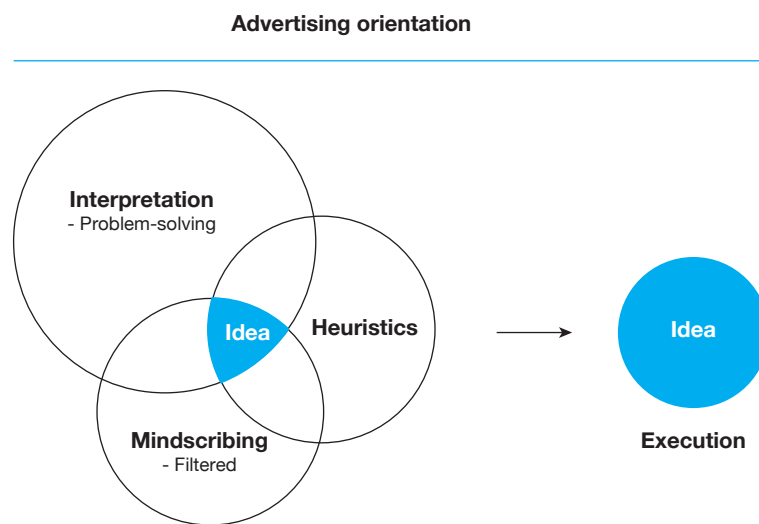 Advertising orientation
Interpretation
- Problem-solving
Idea
Heuristics
Idea
Mindscribing
- Filtered
Execution